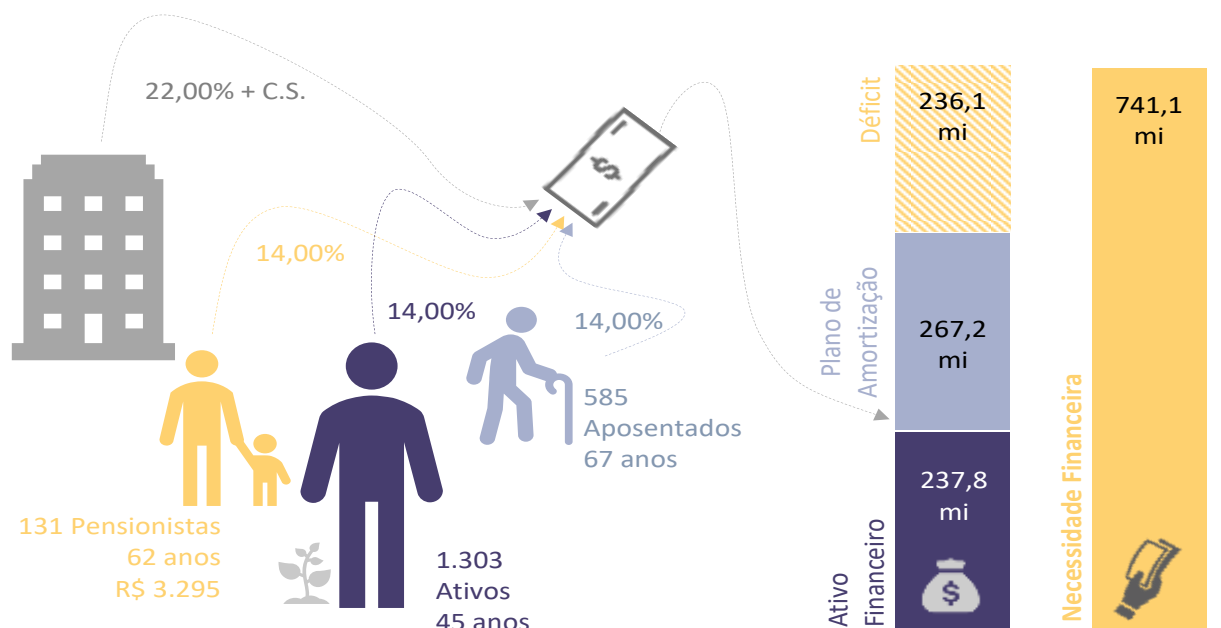 22,00% + C.S.
14,00%
14,00%
14,00%
131 Pensionistas
62 anos
R$ 3.295
1.303
Ativos
45 anos
585
Aposentados
67 anos
$
Déficit
236,1
mi
Plano de
Amortização
267,2
mi
Ativo
Financeiro
237,8
mi
$
Necessidade Financeira
741,1
mi